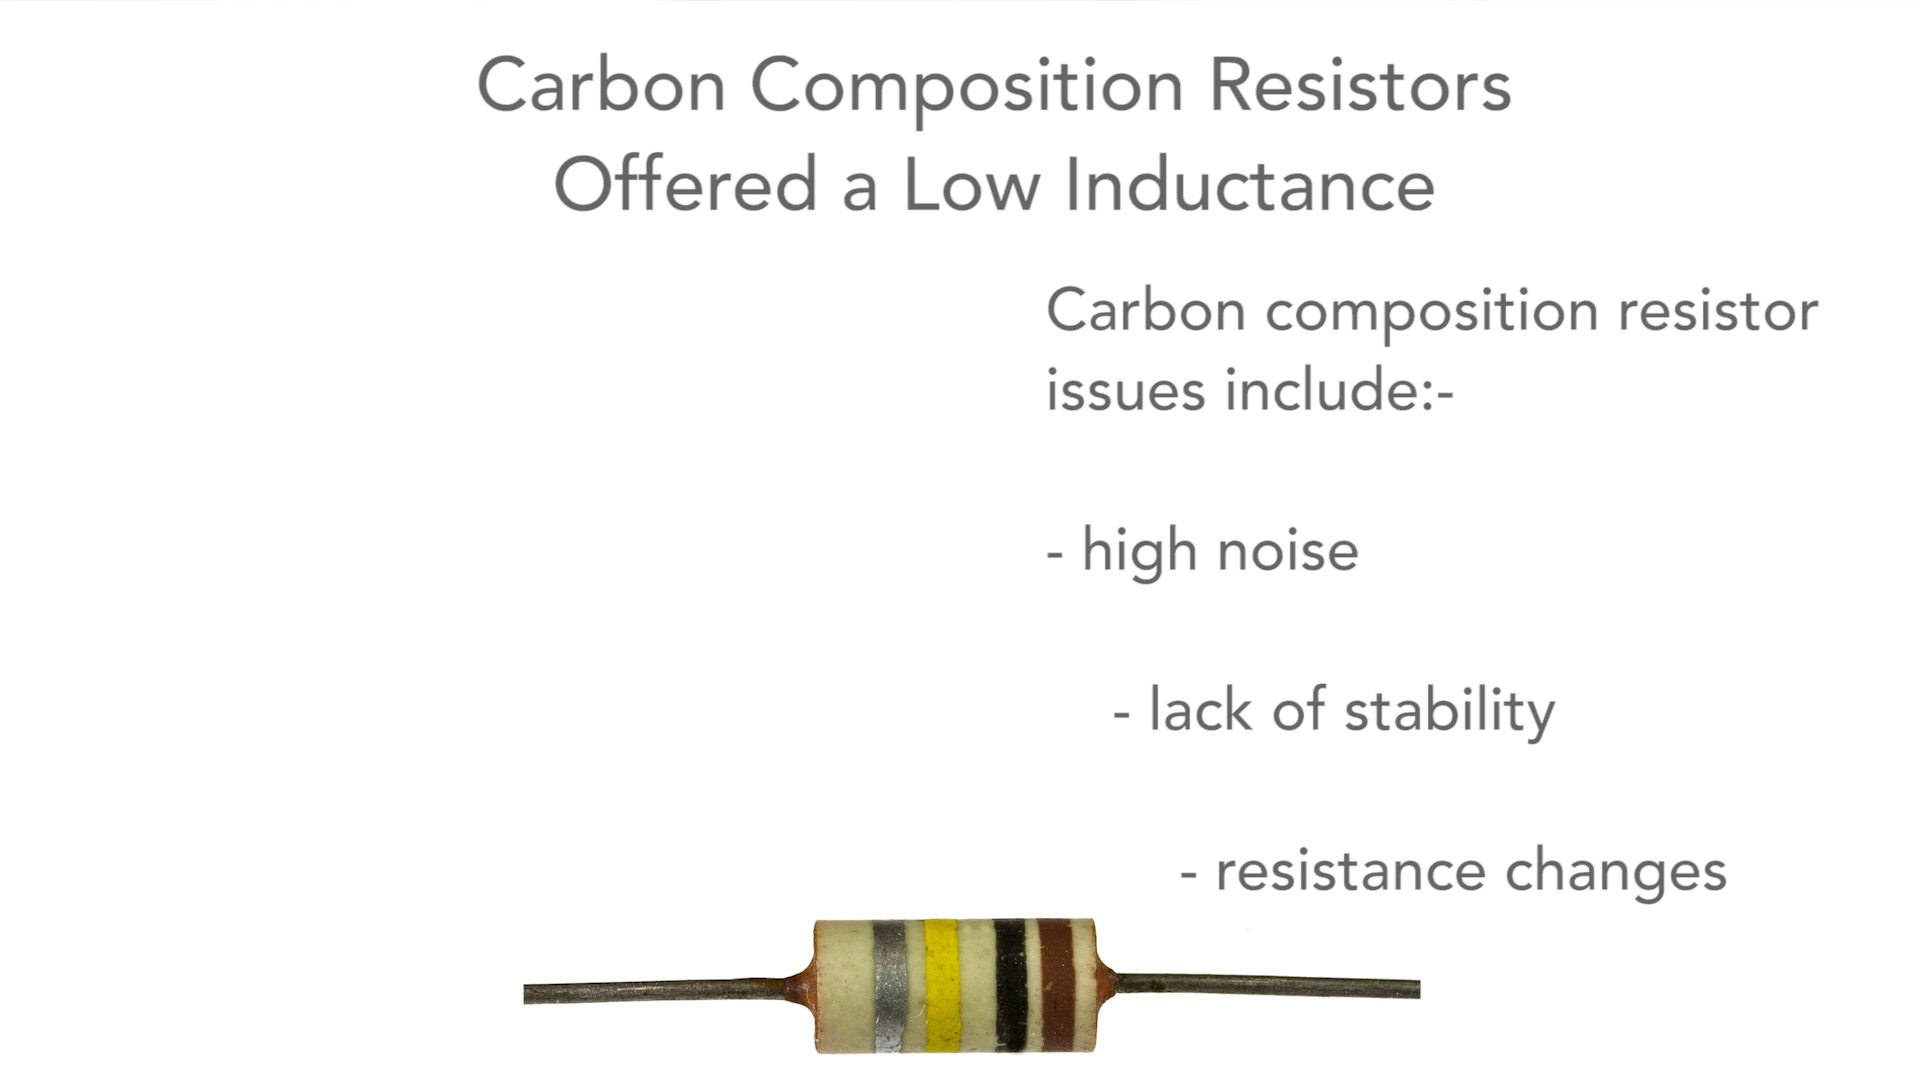 Carbon Composition Resistors
Offered a Low Inductance
Carbon composition resistor
issues include:-
- high noise
- lack of stability
- resistance changes